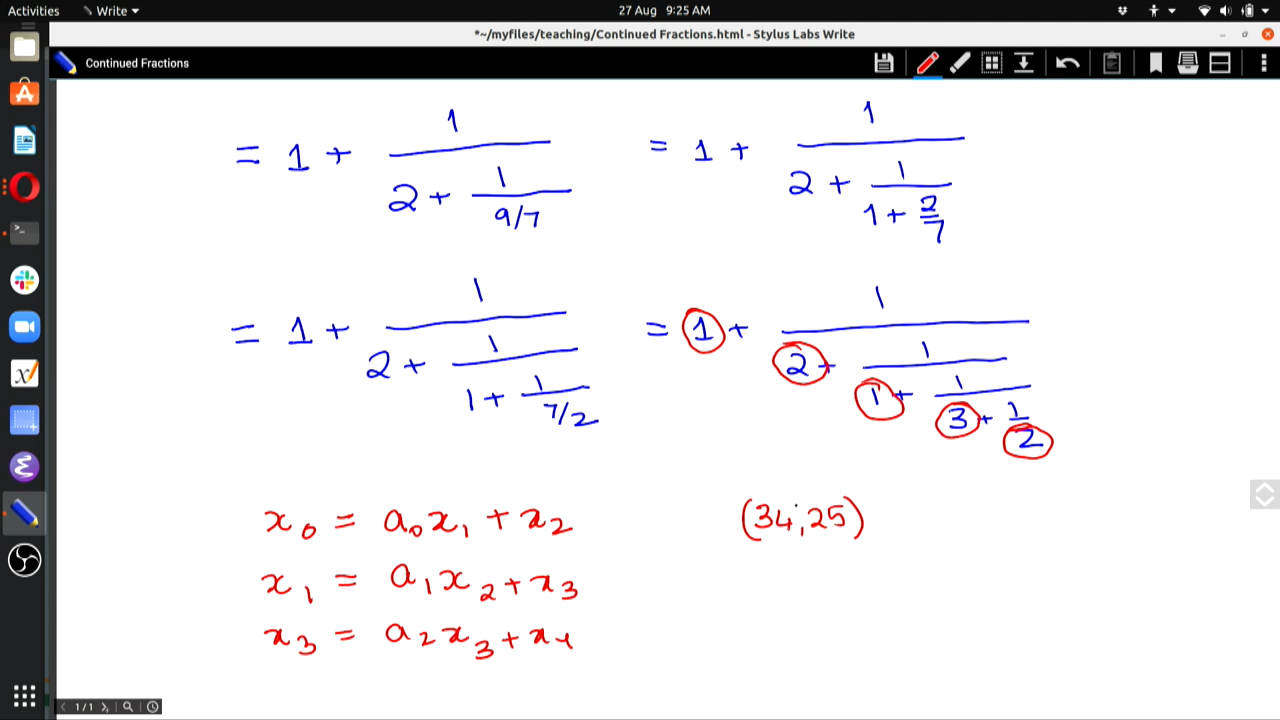 Activities Write 27 Aug 9:25 AM
*~/myfiles/teaching/Continued Fractions.html - Stylus Labs Write
Continued Fractions
= 1 + 1/(2 + 1/(9/7)) = 1 + 1/(2 + 1/(1 + 2/7))
= 1 + 1/(2 + 1/(1 + 1/(7/2))) = 1 + 1/(2 + 1/(1 + 1/(3 + 1/2)))
x₀ = a₀x₁ + x₂ (34,25)
x₁ = a₁x₂ + x₃
x₃ = a₂x₃ + x₄
1/1